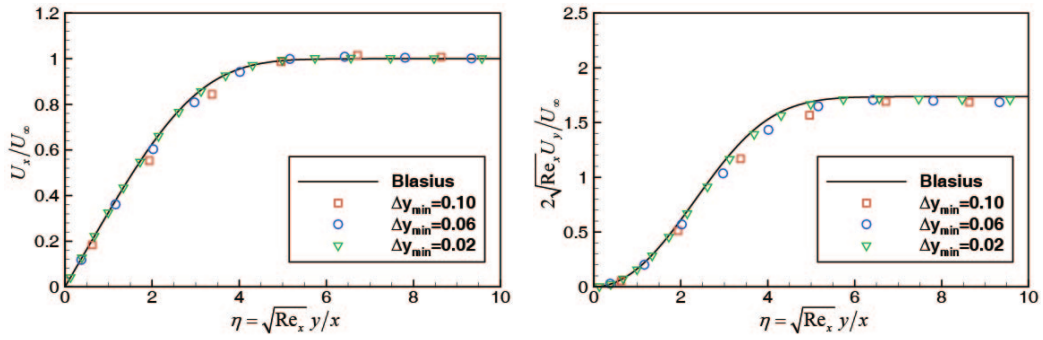 1.2
1
0.8
0.6
0.4
0.2
0
U_x/U_∞
Blasius
Δy_min=0.10
Δy_min=0.06
Δy_min=0.02
0 2 4 6 8 10
η = √Re_x y/x
2.5
2
1.5
1
0.5
0
2√Re_x U_y/U_∞
Blasius
Δy_min=0.10
Δy_min=0.06
Δy_min=0.02
0 2 4 6 8 10
η = √Re_x y/x